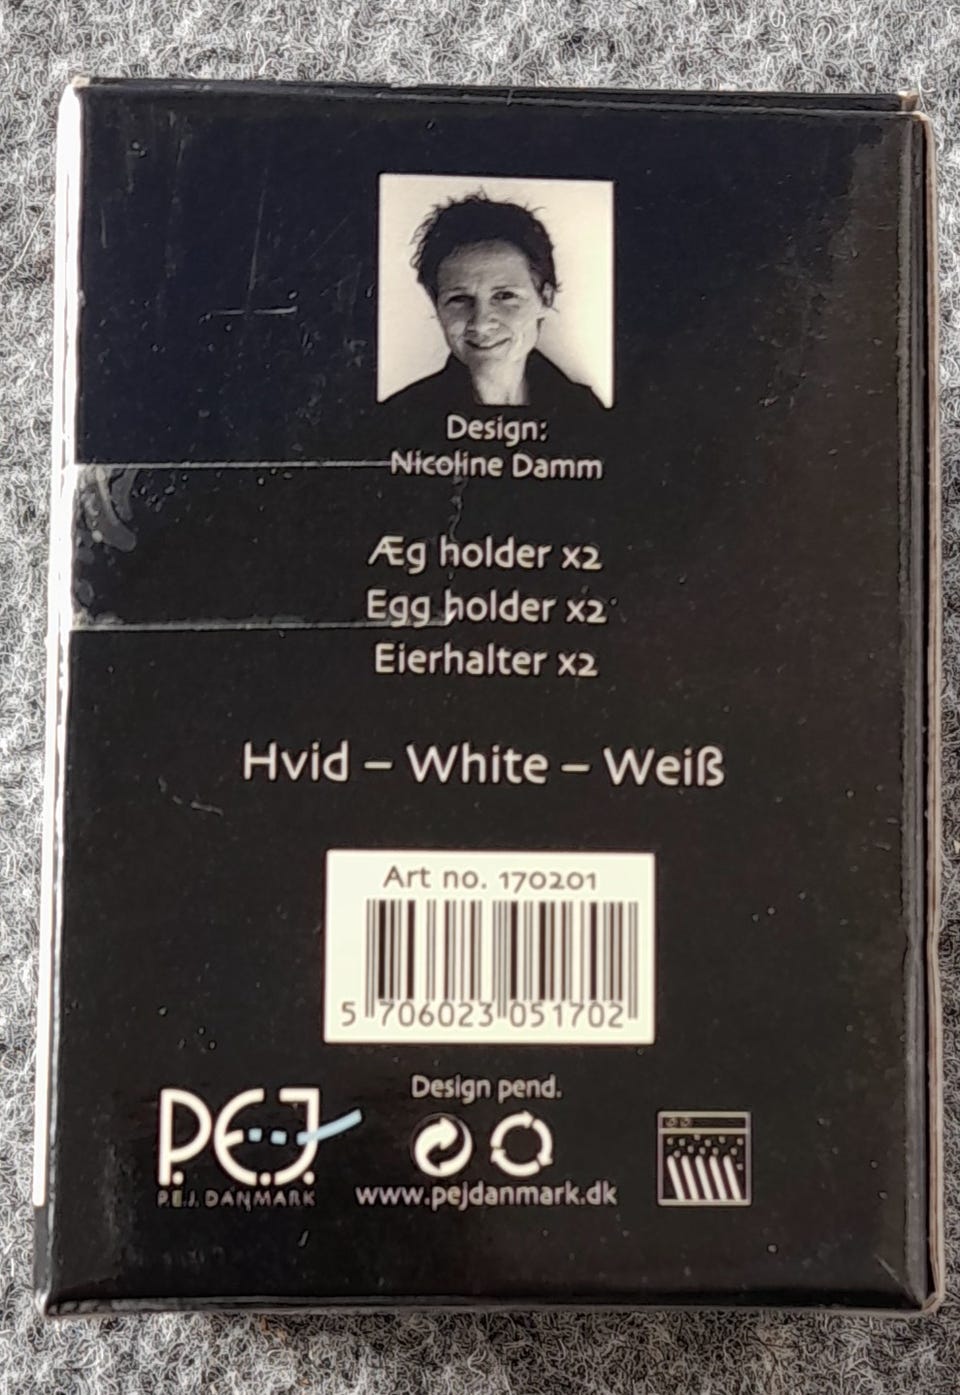 Design:
Nicoline Damm
Æg holder x2
Egg holder x2
Eierhalter x2
Hvid – White – Weiß
Art no. 170201
5 706023 051702
Design pend.
P.E.J.
P.E.J. DANMARK
www.pejdanmark.dk